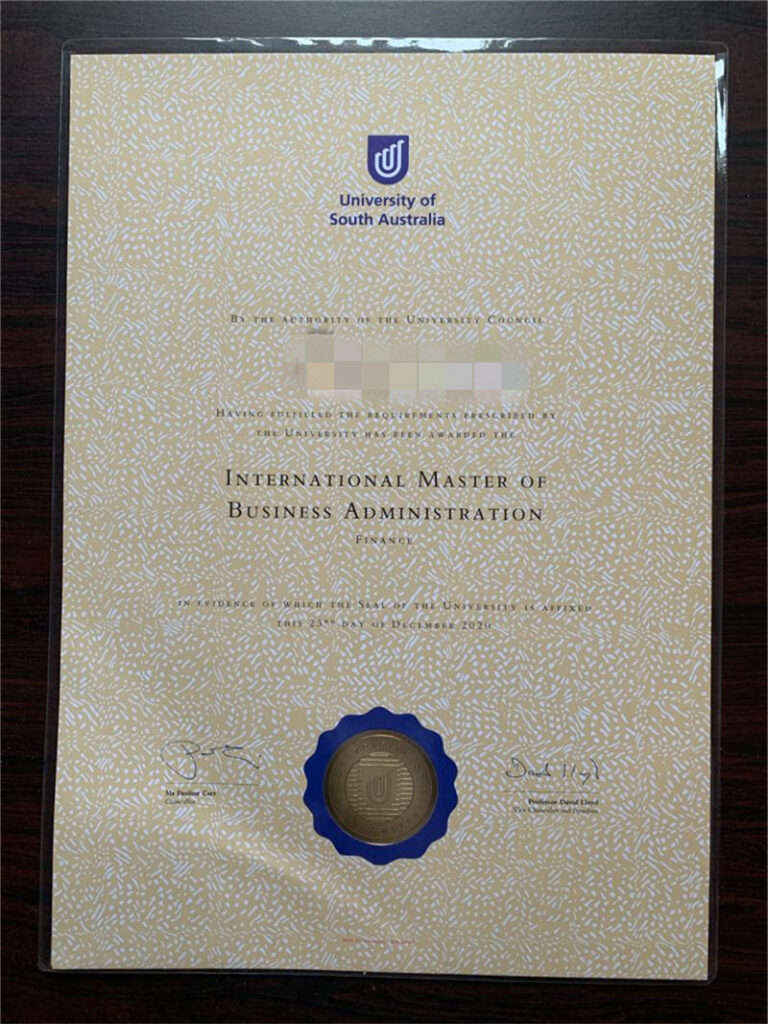 University of
South Australia
By the authority of the University Council
Having fulfilled the requirements prescribed by
the University has been awarded the
International Master of
Business Administration
Finance
in evidence of which the Seal of the University is affixed
this 23rd day of December 2020
Ms Pauline Carr
Chancellor
David Lloyd
Professor David Lloyd
Vice Chancellor and President